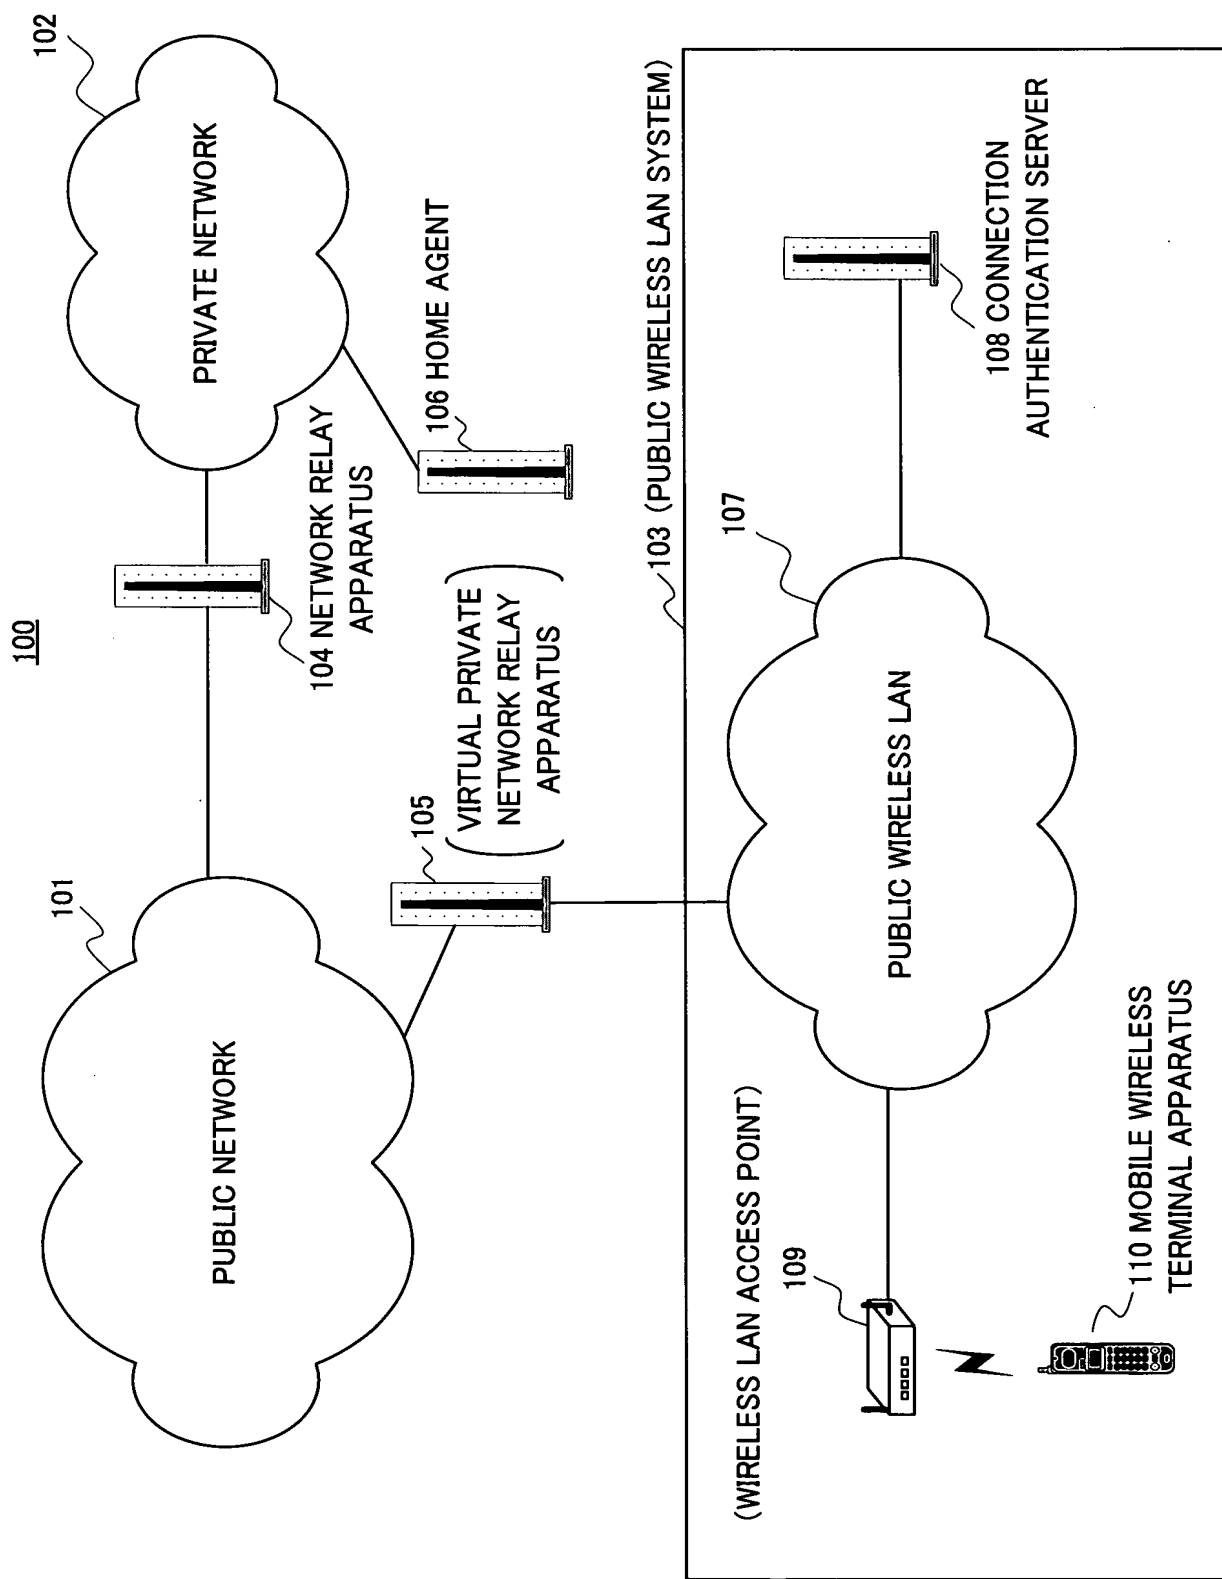 100
101
PUBLIC NETWORK
104 NETWORK RELAY
APPARATUS
102
PRIVATE NETWORK
105
VIRTUAL PRIVATE
NETWORK RELAY
APPARATUS
106 HOME AGENT
103 (PUBLIC WIRELESS LAN SYSTEM)
(WIRELESS LAN ACCESS POINT)
109
107
PUBLIC WIRELESS LAN
108 CONNECTION
AUTHENTICATION SERVER
110 MOBILE WIRELESS
TERMINAL APPARATUS